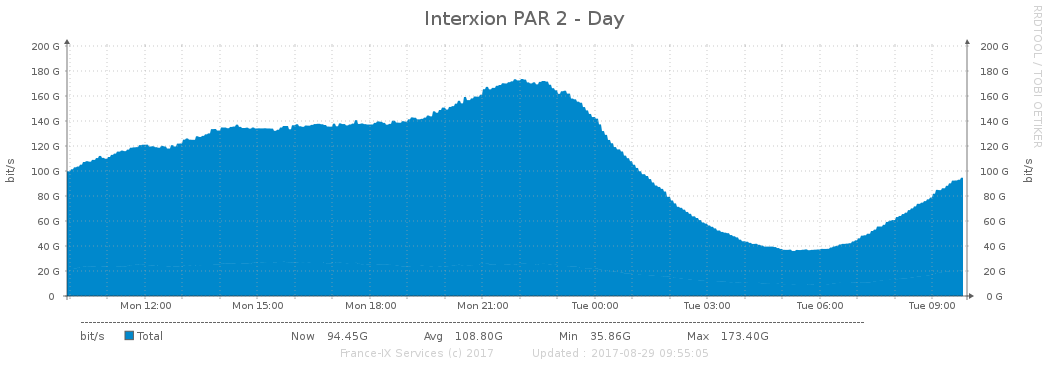 Interxion PAR 2 - Day
RRDTOOL / TOBI OETIKER
200 G 200 G
180 G 180 G
160 G 160 G
140 G 140 G
120 G 120 G
100 G 100 G
80 G 80 G
60 G 60 G
40 G 40 G
20 G 20 G
0 0 G
bit/s bit/s
Mon 12:00 Mon 15:00 Mon 18:00 Mon 21:00 Tue 00:00 Tue 03:00 Tue 06:00 Tue 09:00
bit/s Total Now 94.45G Avg 108.80G Min 35.86G Max 173.40G
France-IX Services (c) 2017 Updated : 2017-08-29 09:55:05